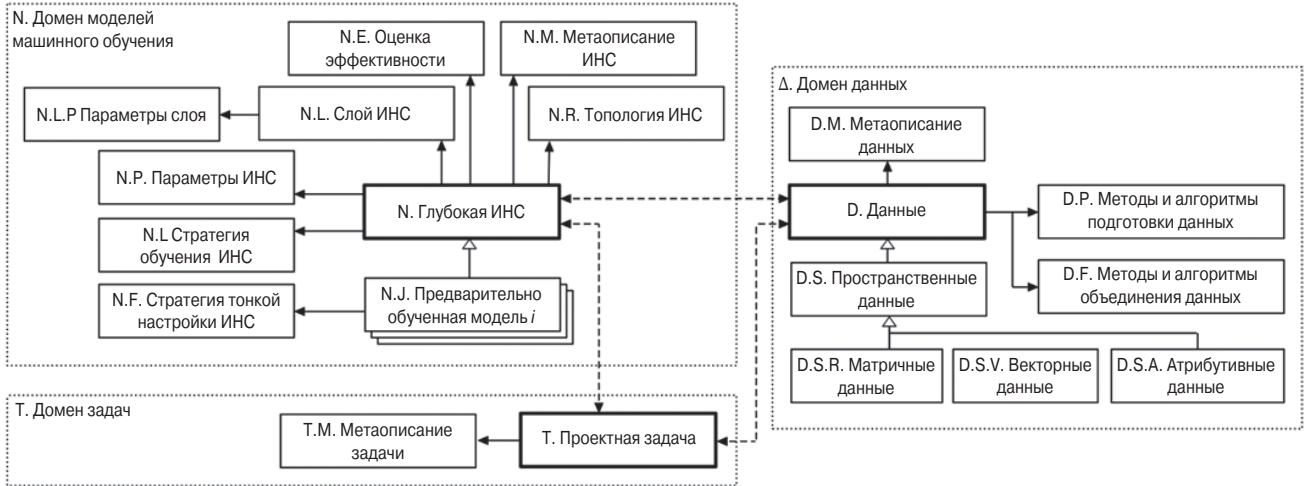 N. Домен моделей
машинного обучения
N.E. Оценка
эффективности
N.M. Метаописание
ИНС
N.L.P Параметры слоя
N.L. Слой ИНС
N.R. Топология ИНС
N.P. Параметры ИНС
N. Глубокая ИНС
N.L Стратегия
обучения ИНС
N.F. Стратегия тонкой
настройки ИНС
N.J. Предварительно
обученная модель i
Δ. Домен данных
D.M. Метаописание
данных
D. Данные
D.P. Методы и алгоритмы
подготовки данных
D.S. Пространственные
данные
D.F. Методы и алгоритмы
объединения данных
D.S.R. Матричные
данные
D.S.V. Векторные
данные
D.S.A. Атрибутивные
данные
T. Домен задач
T.M. Метаописание
задачи
T. Проектная задача